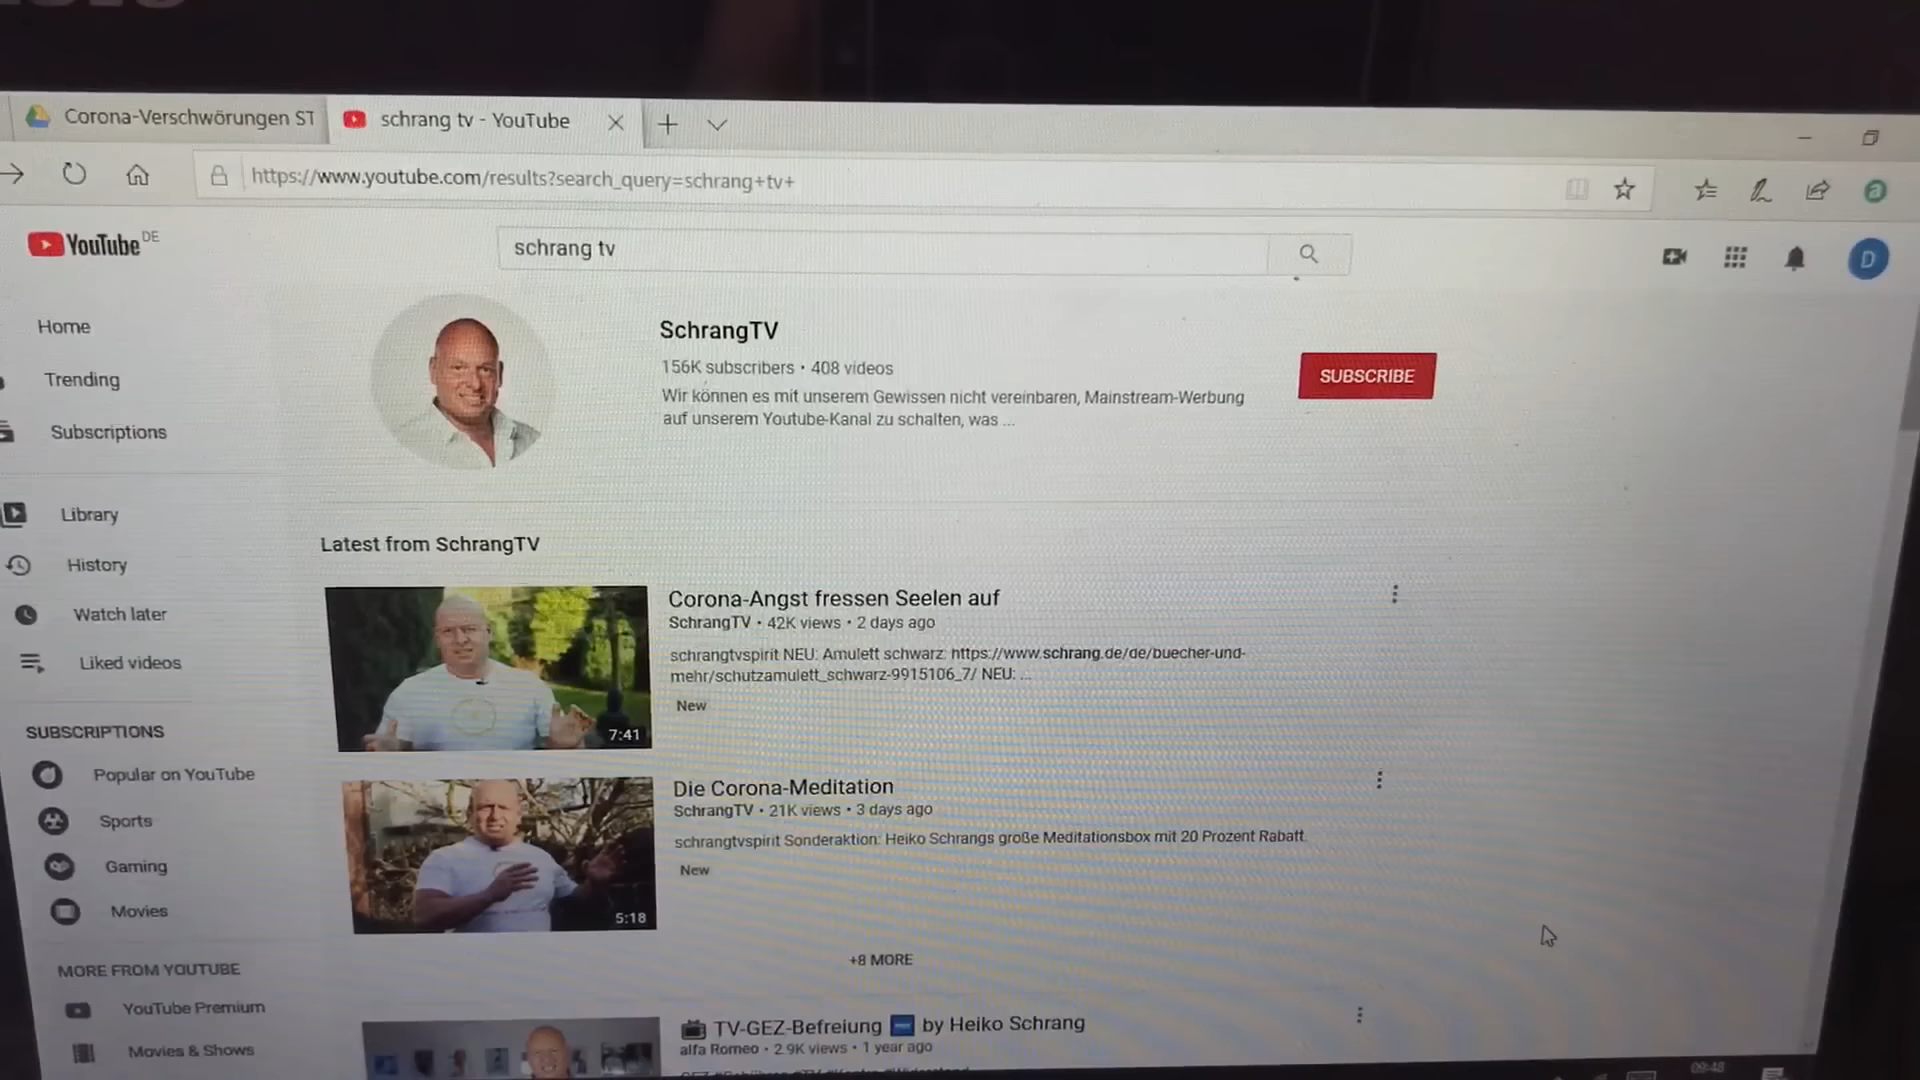 Corona-Verschwörungen ST
schrang tv - YouTube
https://www.youtube.com/results?search_query=schrang+tv+
YouTube DE
schrang tv
D
Home
Trending
Subscriptions
Library
History
Watch later
Liked videos
SUBSCRIPTIONS
Popular on YouTube
Sports
Gaming
Movies
MORE FROM YOUTUBE
YouTube Premium
Movies & Shows
SchrangTV
156K subscribers • 408 videos
Wir können es mit unserem Gewissen nicht vereinbaren, Mainstream-Werbung
auf unserem Youtube-Kanal zu schalten, was ...
SUBSCRIBE
Latest from SchrangTV
Corona-Angst fressen Seelen auf
SchrangTV • 42K views • 2 days ago
schrangtvspirit NEU: Amulett schwarz: https://www.schrang.de/de/buecher-und-
mehr/schutzamulett_schwarz-9915106_7/ NEU: ...
New
7:41
Die Corona-Meditation
SchrangTV • 21K views • 3 days ago
schrangtvspirit Sonderaktion: Heiko Schrangs große Meditationsbox mit 20 Prozent Rabatt.
New
5:18
+8 MORE
TV-GEZ-Befreiung by Heiko Schrang
alfa Romeo • 2.9K views • 1 year ago
09:48